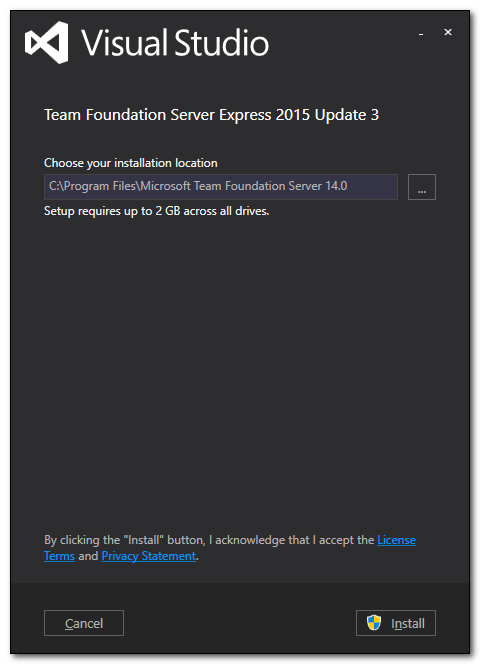 Visual Studio
Team Foundation Server Express 2015 Update 3
Choose your installation location
C:\Program Files\Microsoft Team Foundation Server 14.0
...
Setup requires up to 2 GB across all drives.
By clicking the "Install" button, I acknowledge that I accept the License
Terms and Privacy Statement.
Cancel
Install